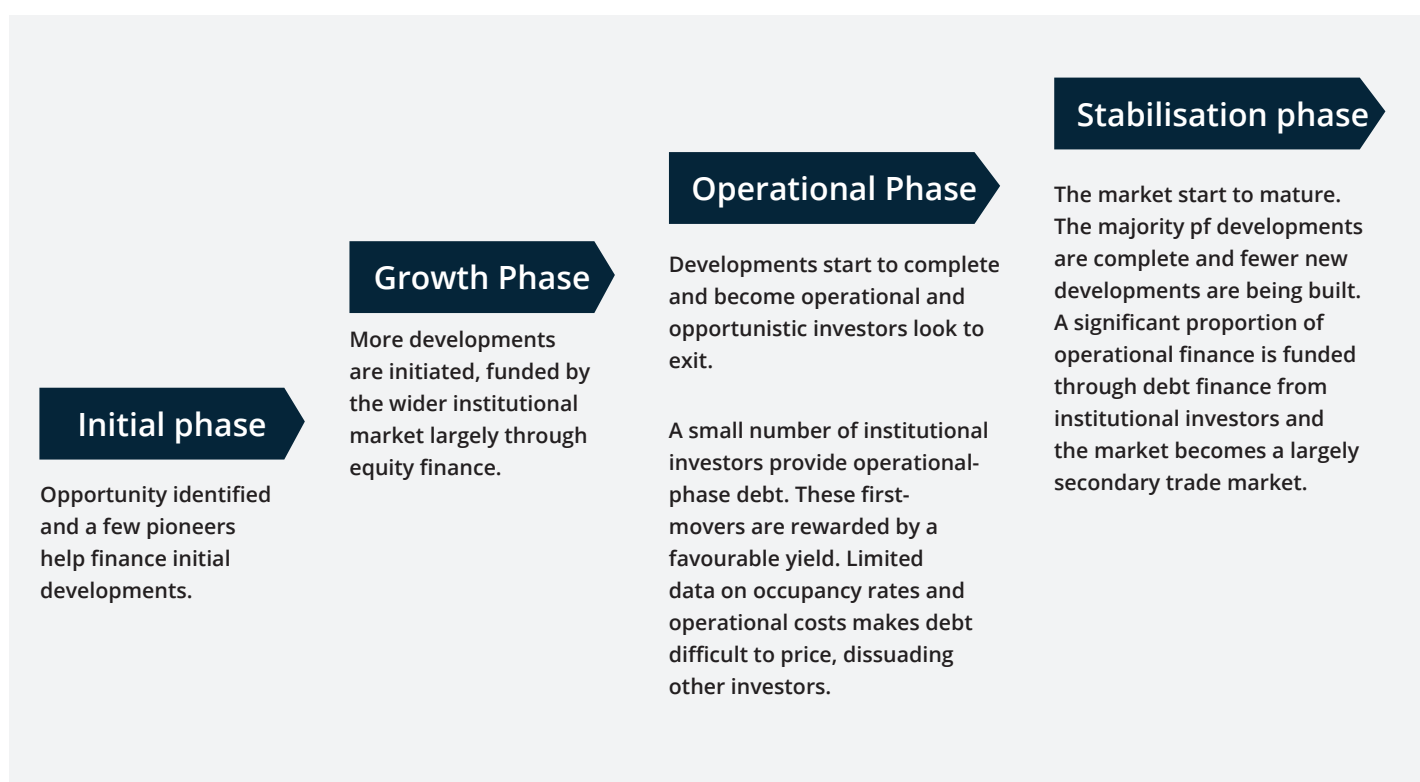 Initial phase
Opportunity identified
and a few pioneers
help finance initial
developments.
Growth Phase
More developments
are initiated, funded by
the wider institutional
market largely through
equity finance.
Operational Phase
Developments start to complete
and become operational and
opportunistic investors look to
exit.
A small number of institutional
investors provide operational-
phase debt. These first-
movers are rewarded by a
favourable yield. Limited
data on occupancy rates and
operational costs makes debt
difficult to price, dissuading
other investors.
Stabilisation phase
The market start to mature.
The majority pf developments
are complete and fewer new
developments are being built.
A significant proportion of
operational finance is funded
through debt finance from
institutional investors and
the market becomes a largely
secondary trade market.